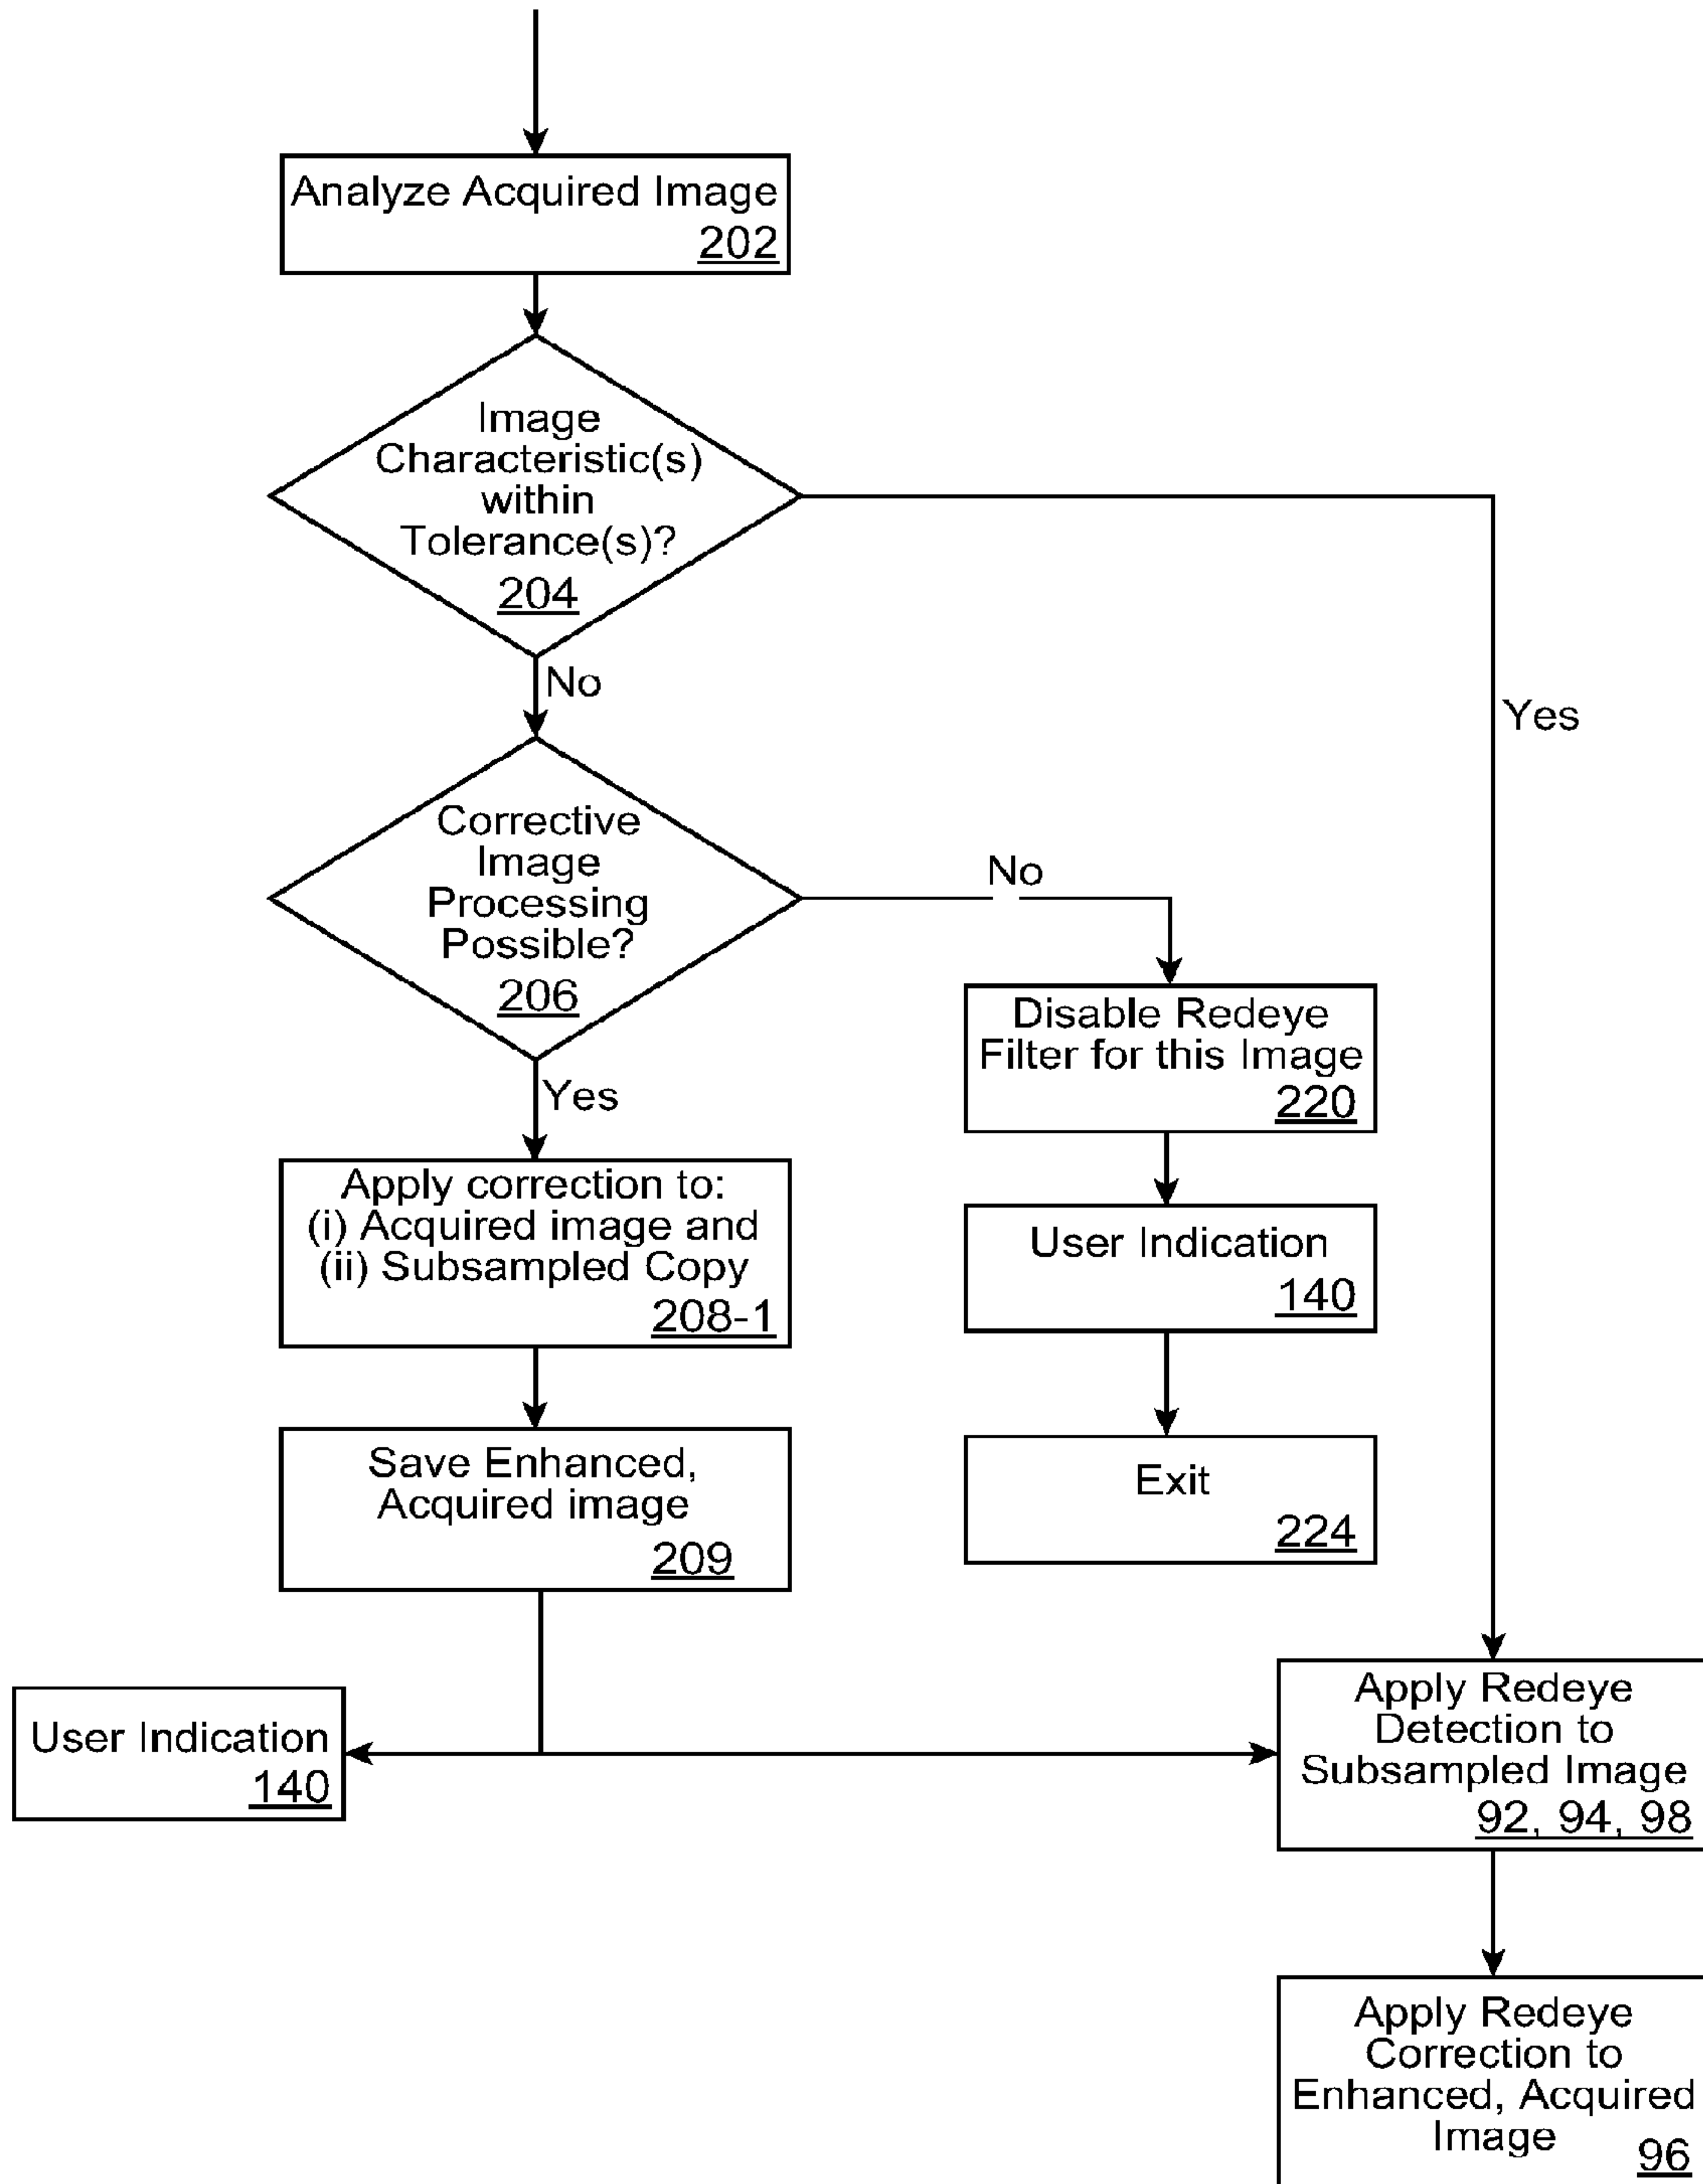 Analyze Acquired Image
202
Image
Characteristic(s)
within
Tolerance(s)?
204
No
Yes
Corrective
Image
Processing
Possible?
206
No
Yes
Disable Redeye
Filter for this Image
220
Apply correction to:
(i) Acquired image and
(ii) Subsampled Copy
208-1
User Indication
140
Save Enhanced,
Acquired image
209
Exit
224
User Indication
140
Apply Redeye
Detection to
Subsampled Image
92, 94, 98
Apply Redeye
Correction to
Enhanced, Acquired
Image
96